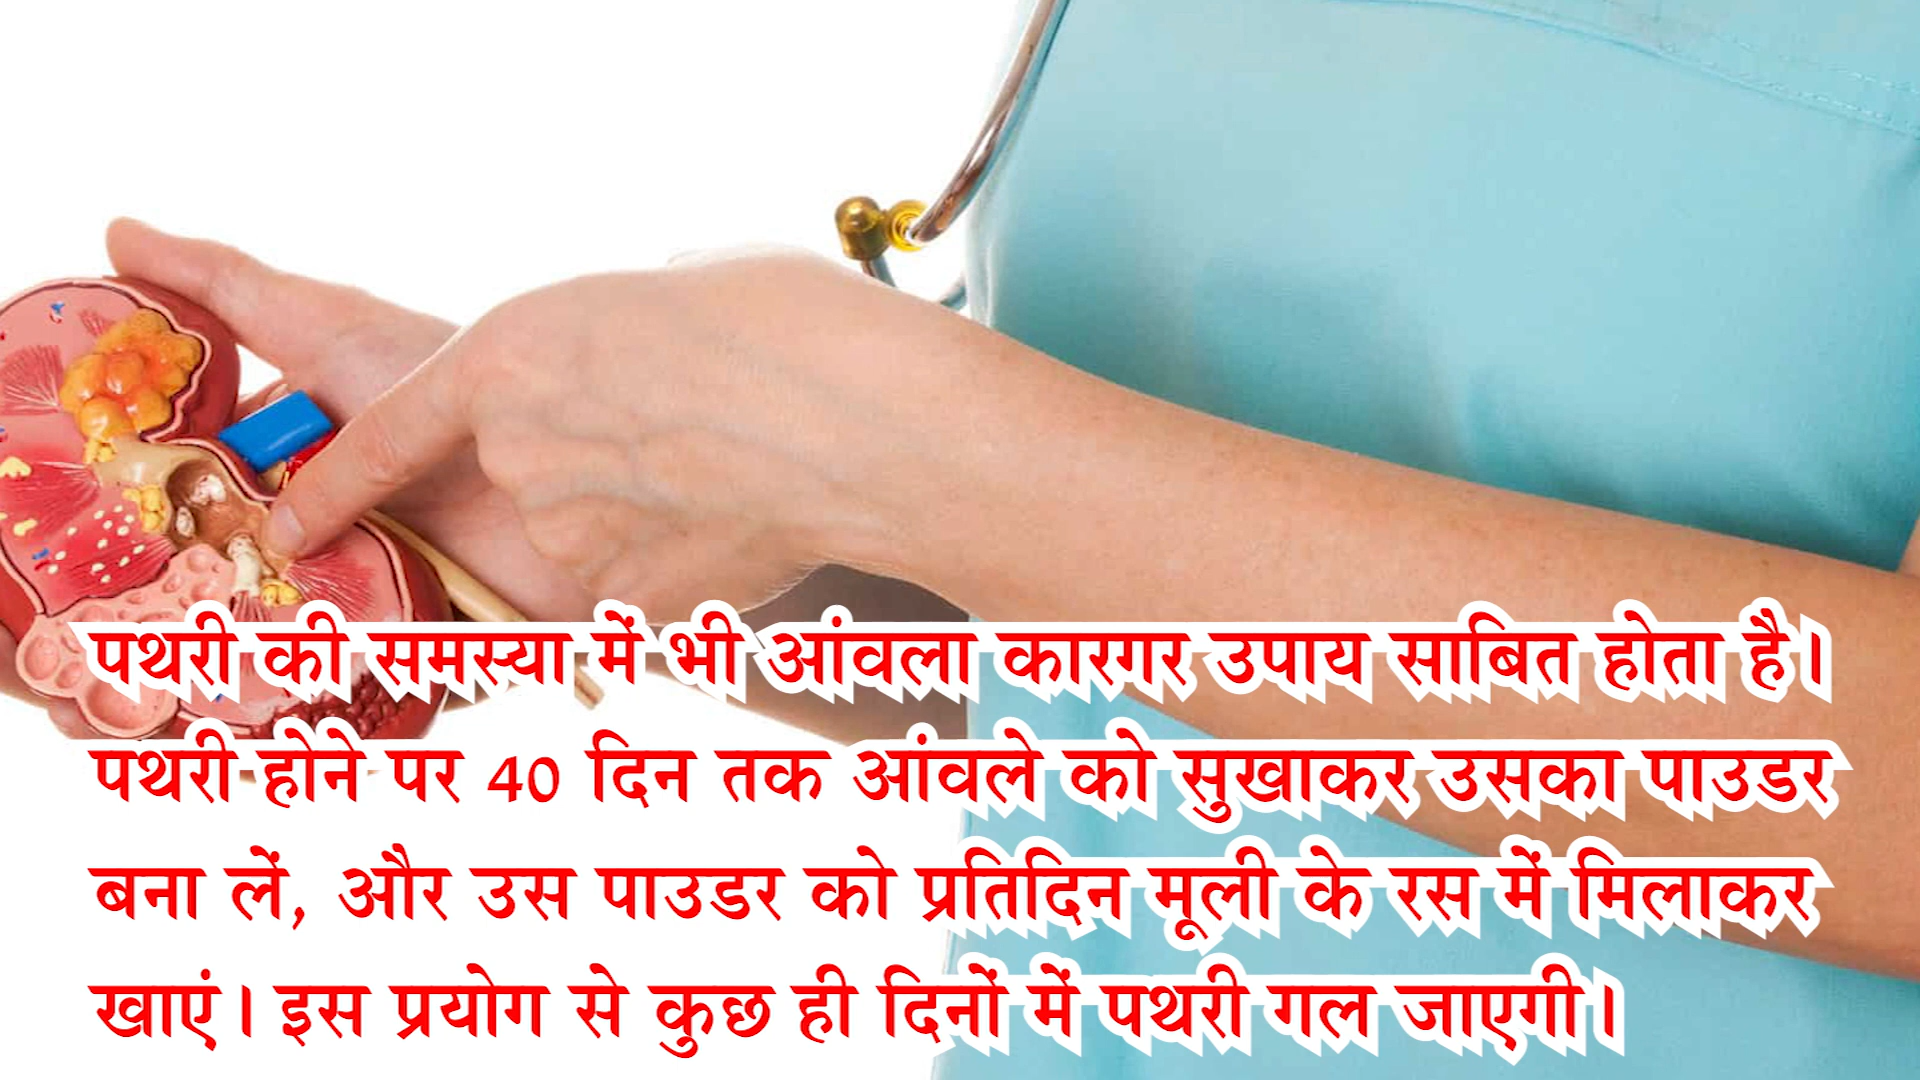 पथरी की समस्या में भी आंवला कारगर उपाय साबित होता है।
पथरी होने पर 40 दिन तक आंवले को सुखाकर उसका पाउडर
बना लें, और उस पाउडर को प्रतिदिन मूली के रस में मिलाकर
खाएं। इस प्रयोग से कुछ ही दिनों में पथरी गल जाएगी।